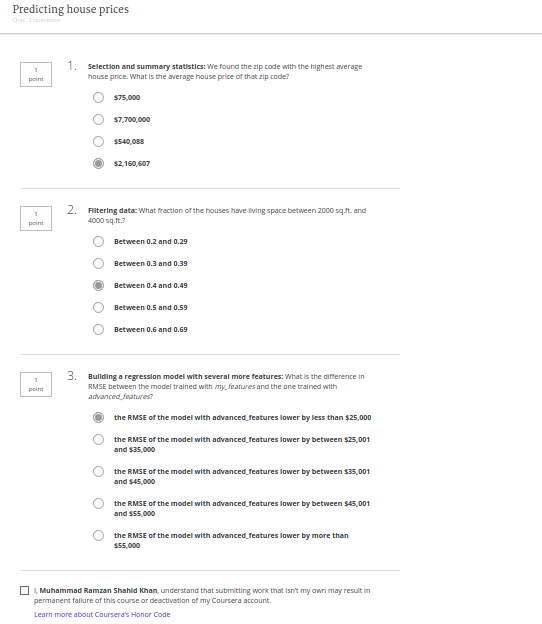 Predicting house prices
Quiz, 3 questions
1
point
1.
Selection and summary statistics: We found the zip code with the highest average
house price. What is the average house price of that zip code?
$75,000
$7,700,000
$540,088
$2,160,607
1
point
2.
Filtering data: What fraction of the houses have living space between 2000 sq.ft. and
4000 sq.ft.?
Between 0.2 and 0.29
Between 0.3 and 0.39
Between 0.4 and 0.49
Between 0.5 and 0.59
Between 0.6 and 0.69
1
point
3.
Building a regression model with several more features: What is the difference in
RMSE between the model trained with my_features and the one trained with
advanced_features?
the RMSE of the model with advanced_features lower by less than $25,000
the RMSE of the model with advanced_features lower by between $25,001
and $35,000
the RMSE of the model with advanced_features lower by between $35,001
and $45,000
the RMSE of the model with advanced_features lower by between $45,001
and $55,000
the RMSE of the model with advanced_features lower by more than
$55,000
I, Muhammad Ramzan Shahid Khan, understand that submitting work that isn't my own may result in
permanent failure of this course or deactivation of my Coursera account.
Learn more about Coursera's Honor Code